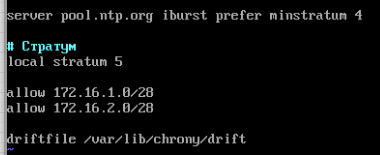 server pool.ntp.org iburst prefer minstratum 4
# Стратум
local stratum 5
allow 172.16.1.0/28
allow 172.16.2.0/28
driftfile /var/lib/chrony/drift
~